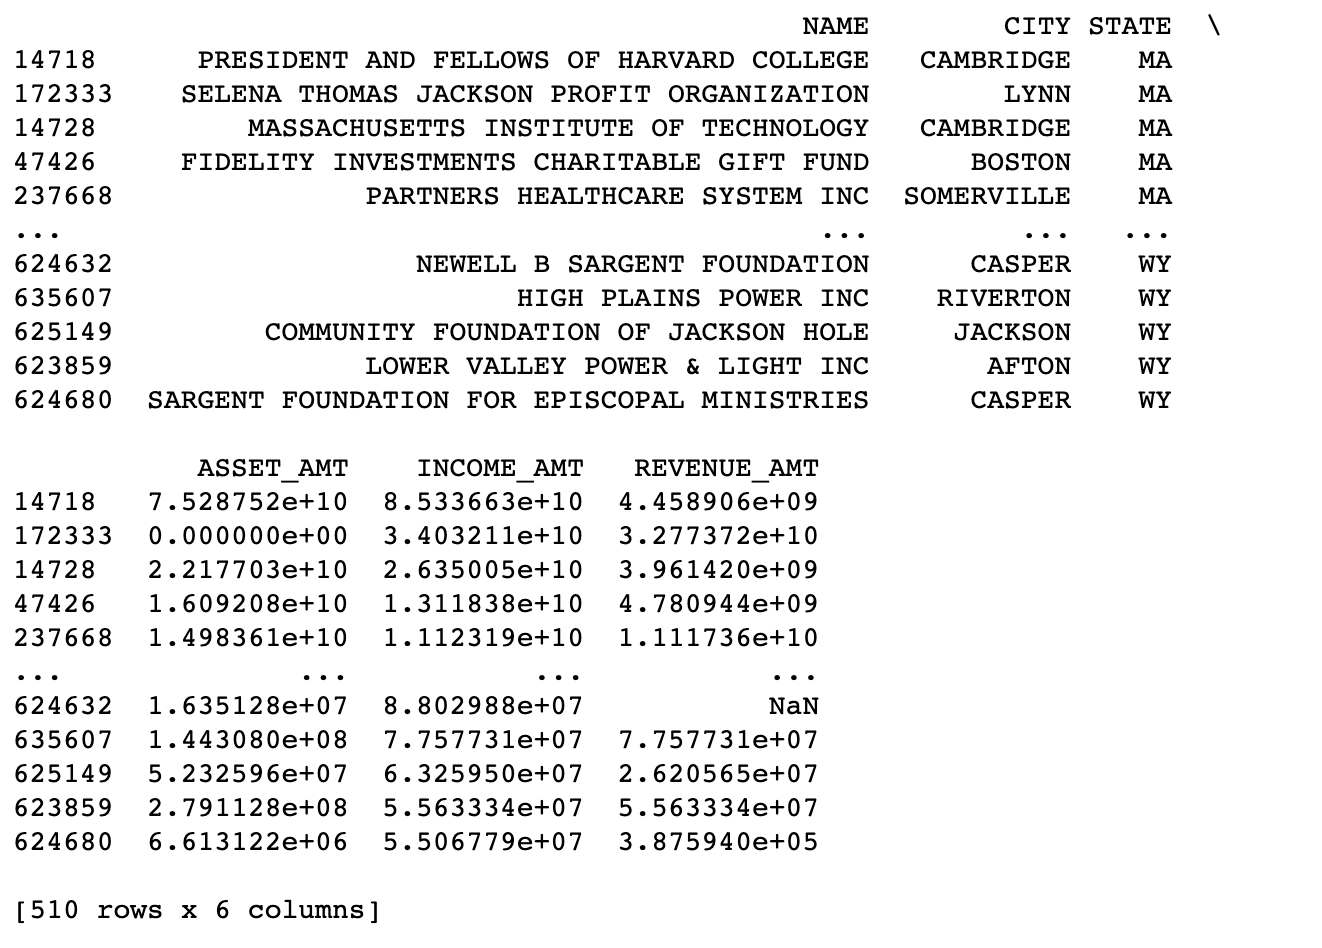 NAME CITY STATE \
14718 PRESIDENT AND FELLOWS OF HARVARD COLLEGE CAMBRIDGE MA
172333 SELENA THOMAS JACKSON PROFIT ORGANIZATION LYNN MA
14728 MASSACHUSETTS INSTITUTE OF TECHNOLOGY CAMBRIDGE MA
47426 FIDELITY INVESTMENTS CHARITABLE GIFT FUND BOSTON MA
237668 PARTNERS HEALTHCARE SYSTEM INC SOMERVILLE MA
... ... ... ...
624632 NEWELL B SARGENT FOUNDATION CASPER WY
635607 HIGH PLAINS POWER INC RIVERTON WY
625149 COMMUNITY FOUNDATION OF JACKSON HOLE JACKSON WY
623859 LOWER VALLEY POWER & LIGHT INC AFTON WY
624680 SARGENT FOUNDATION FOR EPISCOPAL MINISTRIES CASPER WY
ASSET_AMT INCOME_AMT REVENUE_AMT
14718 7.528752e+10 8.533663e+10 4.458906e+09
172333 0.000000e+00 3.403211e+10 3.277372e+10
14728 2.217703e+10 2.635005e+10 3.961420e+09
47426 1.609208e+10 1.311838e+10 4.780944e+09
237668 1.498361e+10 1.112319e+10 1.111736e+10
... ... ... ...
624632 1.635128e+07 8.802988e+07 NaN
635607 1.443080e+08 7.757731e+07 7.757731e+07
625149 5.232596e+07 6.325950e+07 2.620565e+07
623859 2.791128e+08 5.563334e+07 5.563334e+07
624680 6.613122e+06 5.506779e+07 3.875940e+05
[510 rows x 6 columns]